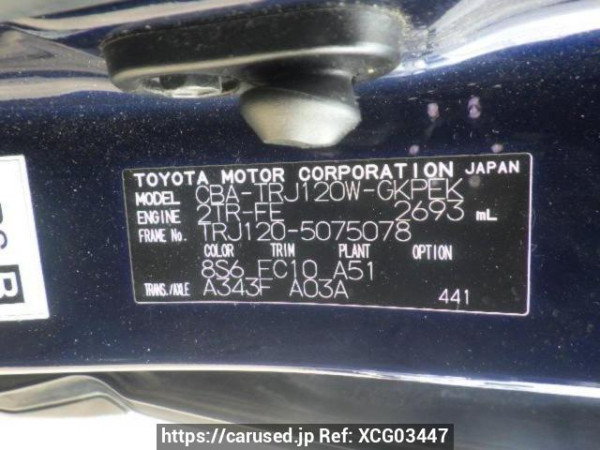 TOYOTA MOTOR CORPORATION JAPAN
MODEL CBA-TRJ120W-GKPEK
ENGINE 2TR-FE 2693 mL
FRAME No. TRJ120-5075078
COLOR TRIM PLANT OPTION
8S6 FC10 A51
TRANS./AXLE A343F A03A
441
B
https://carused.jp Ref: XCG03447